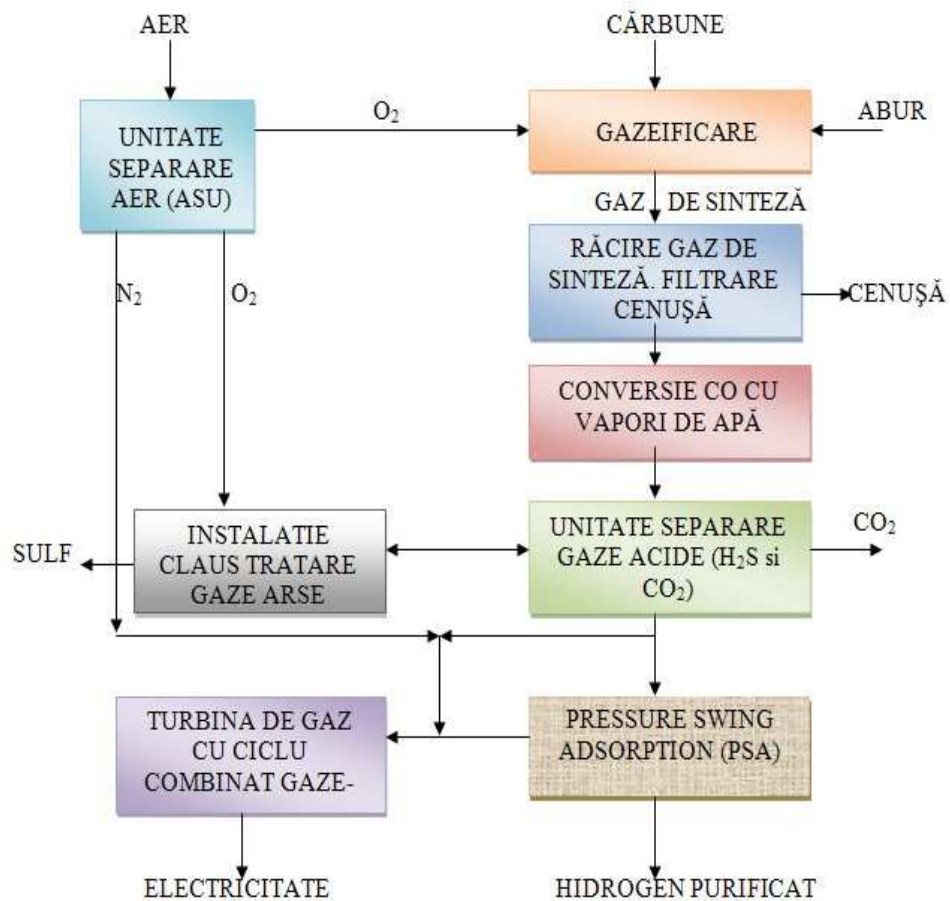 AER
CĂRBUNE
UNITATE
SEPARARE
AER (ASU)
O₂
GAZEIFICARE
ABUR
GAZ DE SINTEZĂ
N₂
O₂
RĂCIRE GAZ DE
SINTEZĂ. FILTRARE
CENUŞĂ
CENUŞĂ
CONVERSIE CO CU
VAPORI DE APĂ
SULF
INSTALATIE
CLAUS TRATARE
GAZE ARSE
UNITATE SEPARARE
GAZE ACIDE (H₂S si
CO₂)
CO₂
TURBINA DE GAZ
CU CICLU
COMBINAT GAZE-
PRESSURE SWING
ADSORPTION (PSA)
ELECTRICITATE
HIDROGEN PURIFICAT